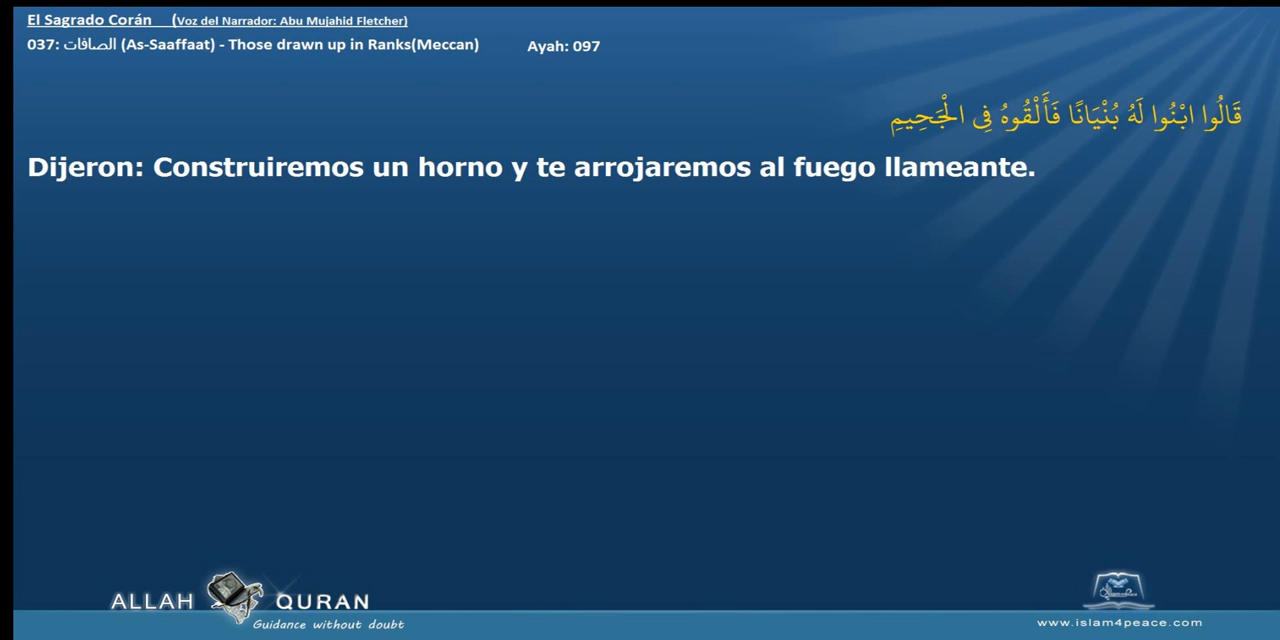 El Sagrado Corán (Voz del Narrador: Abu Mujahid Fletcher)
037: الصافات (As-Saaffaat) - Those drawn up in Ranks(Meccan) Ayah: 097
قَالُوا ابْنُوا لَهُ بُنْيَانًا فَأَلْقُوهُ فِي الْجَحِيمِ
Dijeron: Construiremos un horno y te arrojaremos al fuego llameante.
ALLAH QURAN
Guidance without doubt
www.islam4peace.com